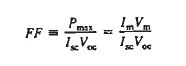 FF ≡ P_max / (I_sc V_oc) = I_m V_m / (I_sc V_oc)